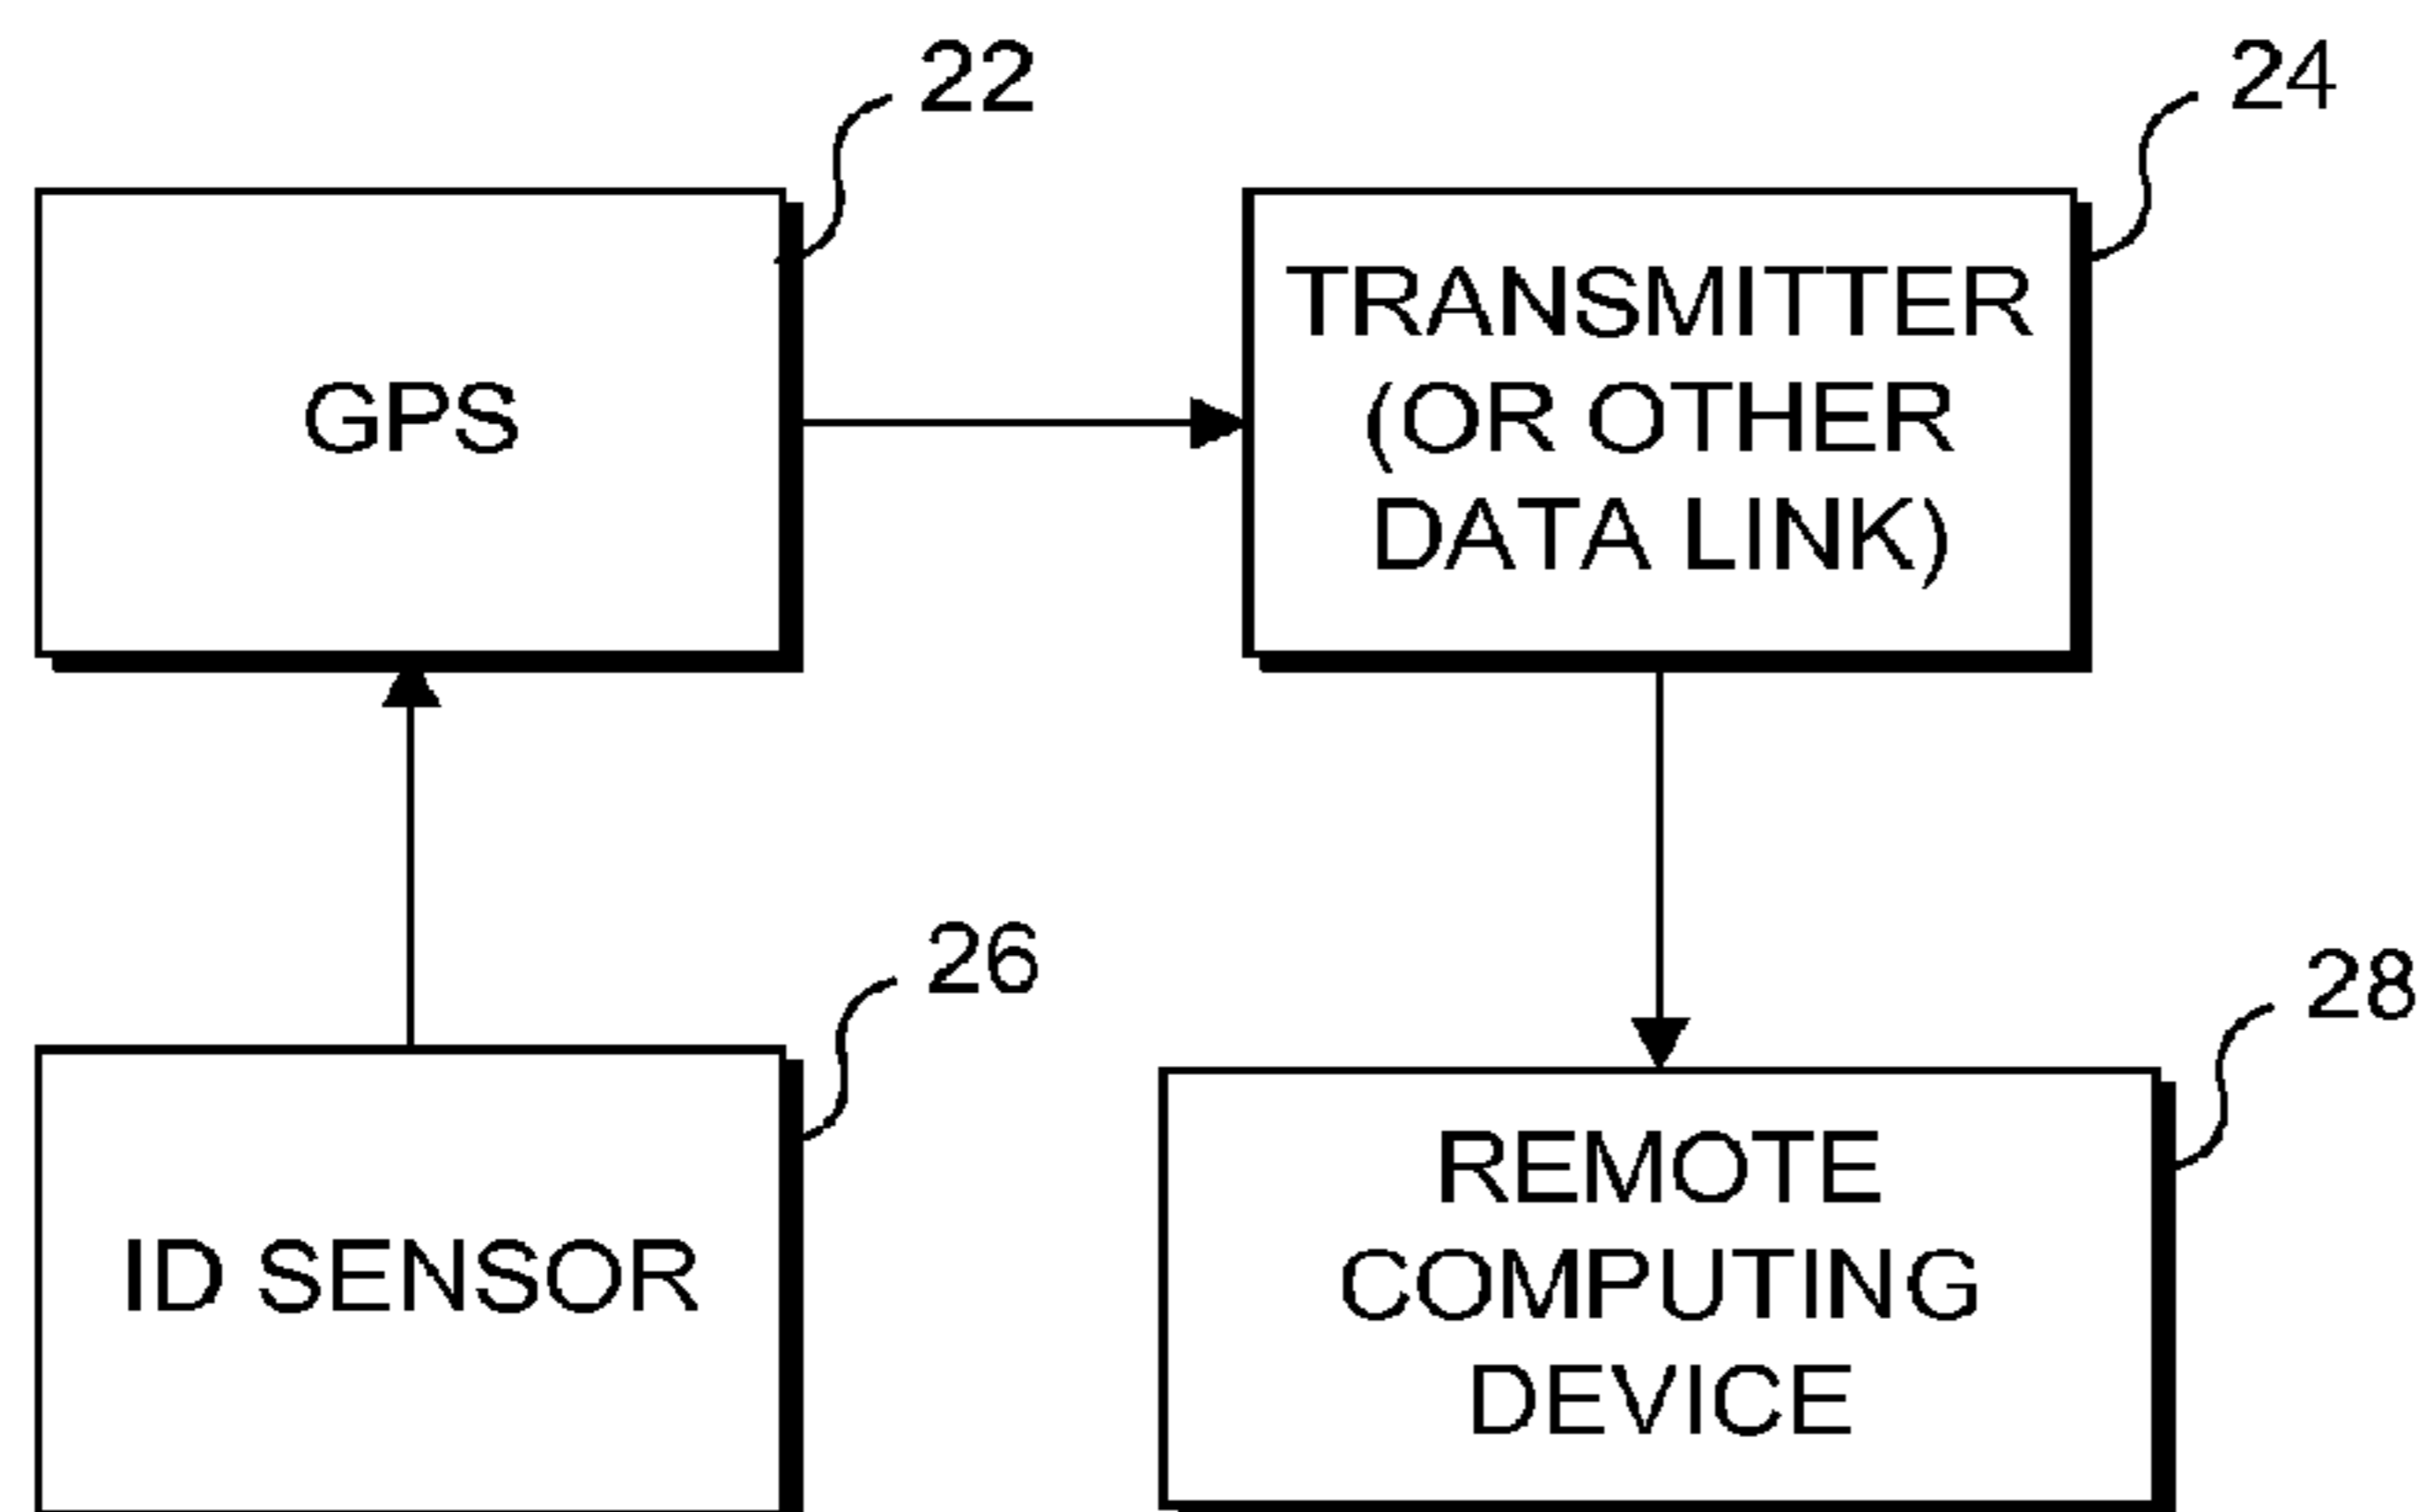 22
24
GPS
TRANSMITTER
(OR OTHER
DATA LINK)
26
28
ID SENSOR
REMOTE
COMPUTING
DEVICE